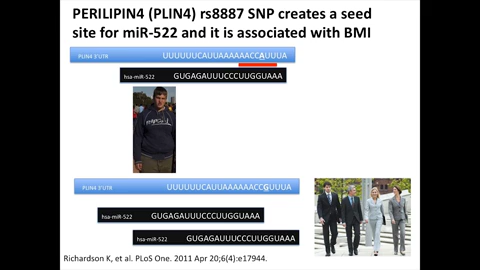 PERILIPIN4 (PLIN4) rs8887 SNP creates a seed
site for miR-522 and it is associated with BMI
PLIN4 3'UTR UUUUUUCAUUAAAAAACCAUUUA
hsa-miR-522 GUGAGAUUUCCCUUGGUAAA
PLIN4 3'UTR UUUUUUCAUUAAAAAACCGUUUA
hsa-miR-522 GUGAGAUUUCCCUUGGUAAA
hsa-miR-522 GUGAGAUUUCCCUUGGUAAA
Richardson K, et al. PLoS One. 2011 Apr 20;6(4):e17944.